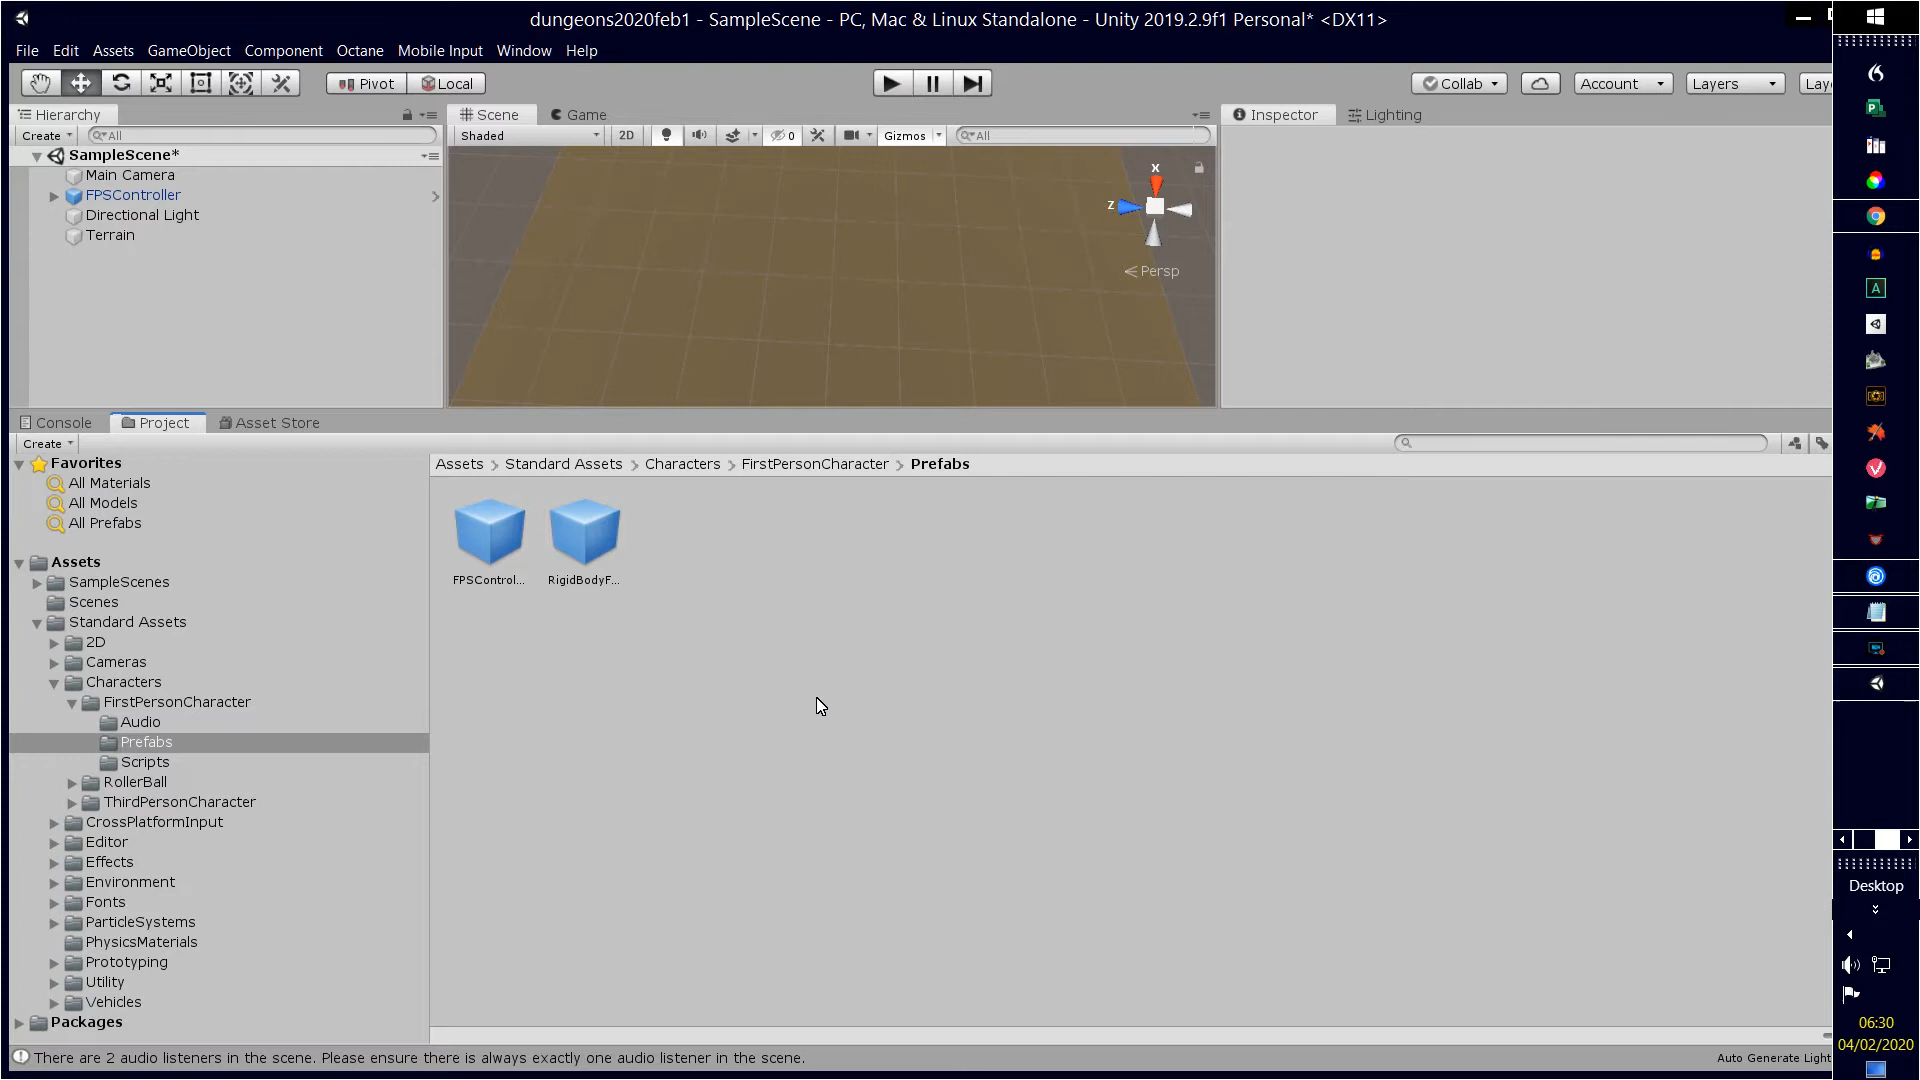 dungeons2020feb1 - SampleScene - PC, Mac & Linux Standalone - Unity 2019.2.9f1 Personal* <DX11>
File Edit Assets GameObject Component Octane Mobile Input Window Help
Pivot Local Collab Account Layers Lay
Hierarchy
Create All
SampleScene*
Main Camera
FPSController
Directional Light
Terrain
Scene Game
Shaded 2D 0 Gizmos All
X
Z
Persp
Inspector Lighting
Console Project Asset Store
Create
Favorites
All Materials
All Models
All Prefabs
Assets
SampleScenes
Scenes
Standard Assets
2D
Cameras
Characters
FirstPersonCharacter
Audio
Prefabs
Scripts
RollerBall
ThirdPersonCharacter
CrossPlatformInput
Editor
Effects
Environment
Fonts
ParticleSystems
PhysicsMaterials
Prototyping
Utility
Vehicles
Packages
Assets > Standard Assets > Characters > FirstPersonCharacter > Prefabs
FPSControl... RigidBodyF...
There are 2 audio listeners in the scene. Please ensure there is always exactly one audio listener in the scene.
Auto Generate Light
Desktop
06:30
04/02/2020